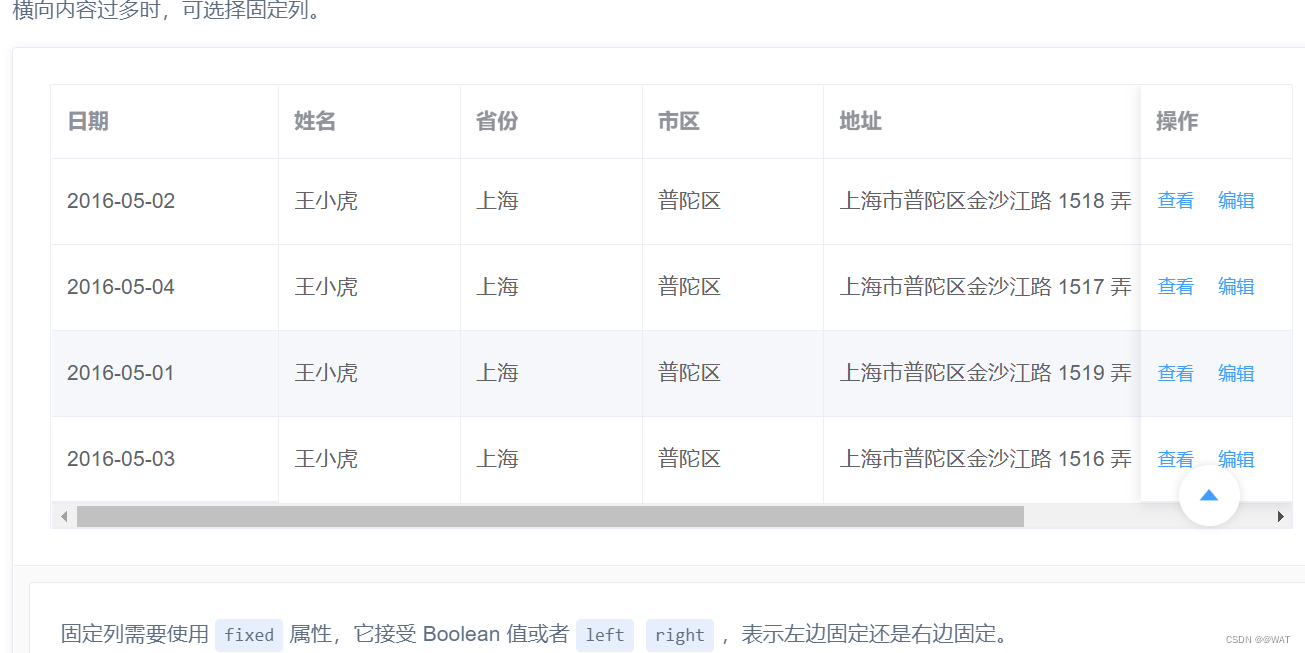 横向内容过多时，可选择固定列。
日期 姓名 省份 市区 地址 操作
2016-05-02 王小虎 上海 普陀区 上海市普陀区金沙江路 1518 弄 查看 编辑
2016-05-04 王小虎 上海 普陀区 上海市普陀区金沙江路 1517 弄 查看 编辑
2016-05-01 王小虎 上海 普陀区 上海市普陀区金沙江路 1519 弄 查看 编辑
2016-05-03 王小虎 上海 普陀区 上海市普陀区金沙江路 1516 弄 查看 编辑
固定列需要使用 fixed 属性，它接受 Boolean 值或者 left right ，表示左边固定还是右边固定。
CSDN @@WAT